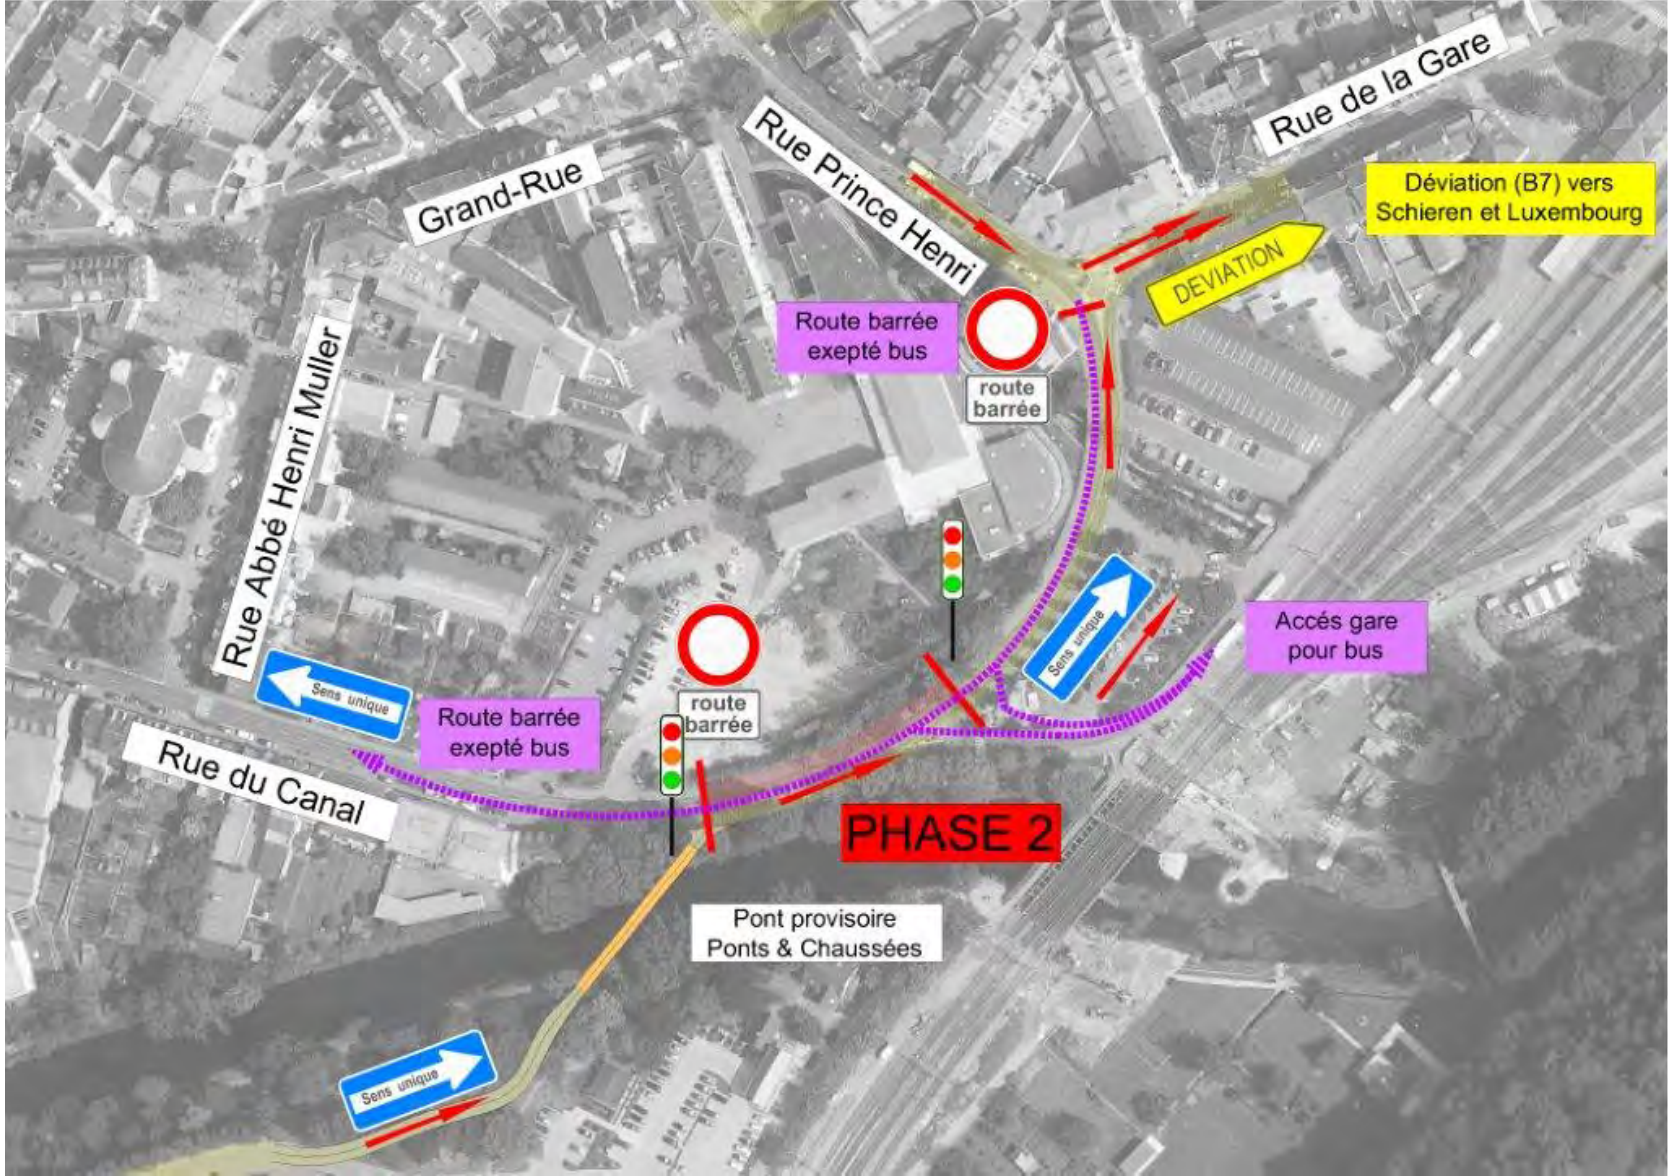 Rue de la Gare
Rue Prince Henri
Grand-Rue
Déviation (B7) vers
Schieren et Luxembourg
DEVIATION
Route barrée
exepté bus
route
barrée
Rue Abbé Henri Muller
Sens unique
Accés gare
pour bus
Sens unique
route
barrée
Route barrée
exepté bus
Rue du Canal
PHASE 2
Pont provisoire
Ponts & Chaussées
Sens unique